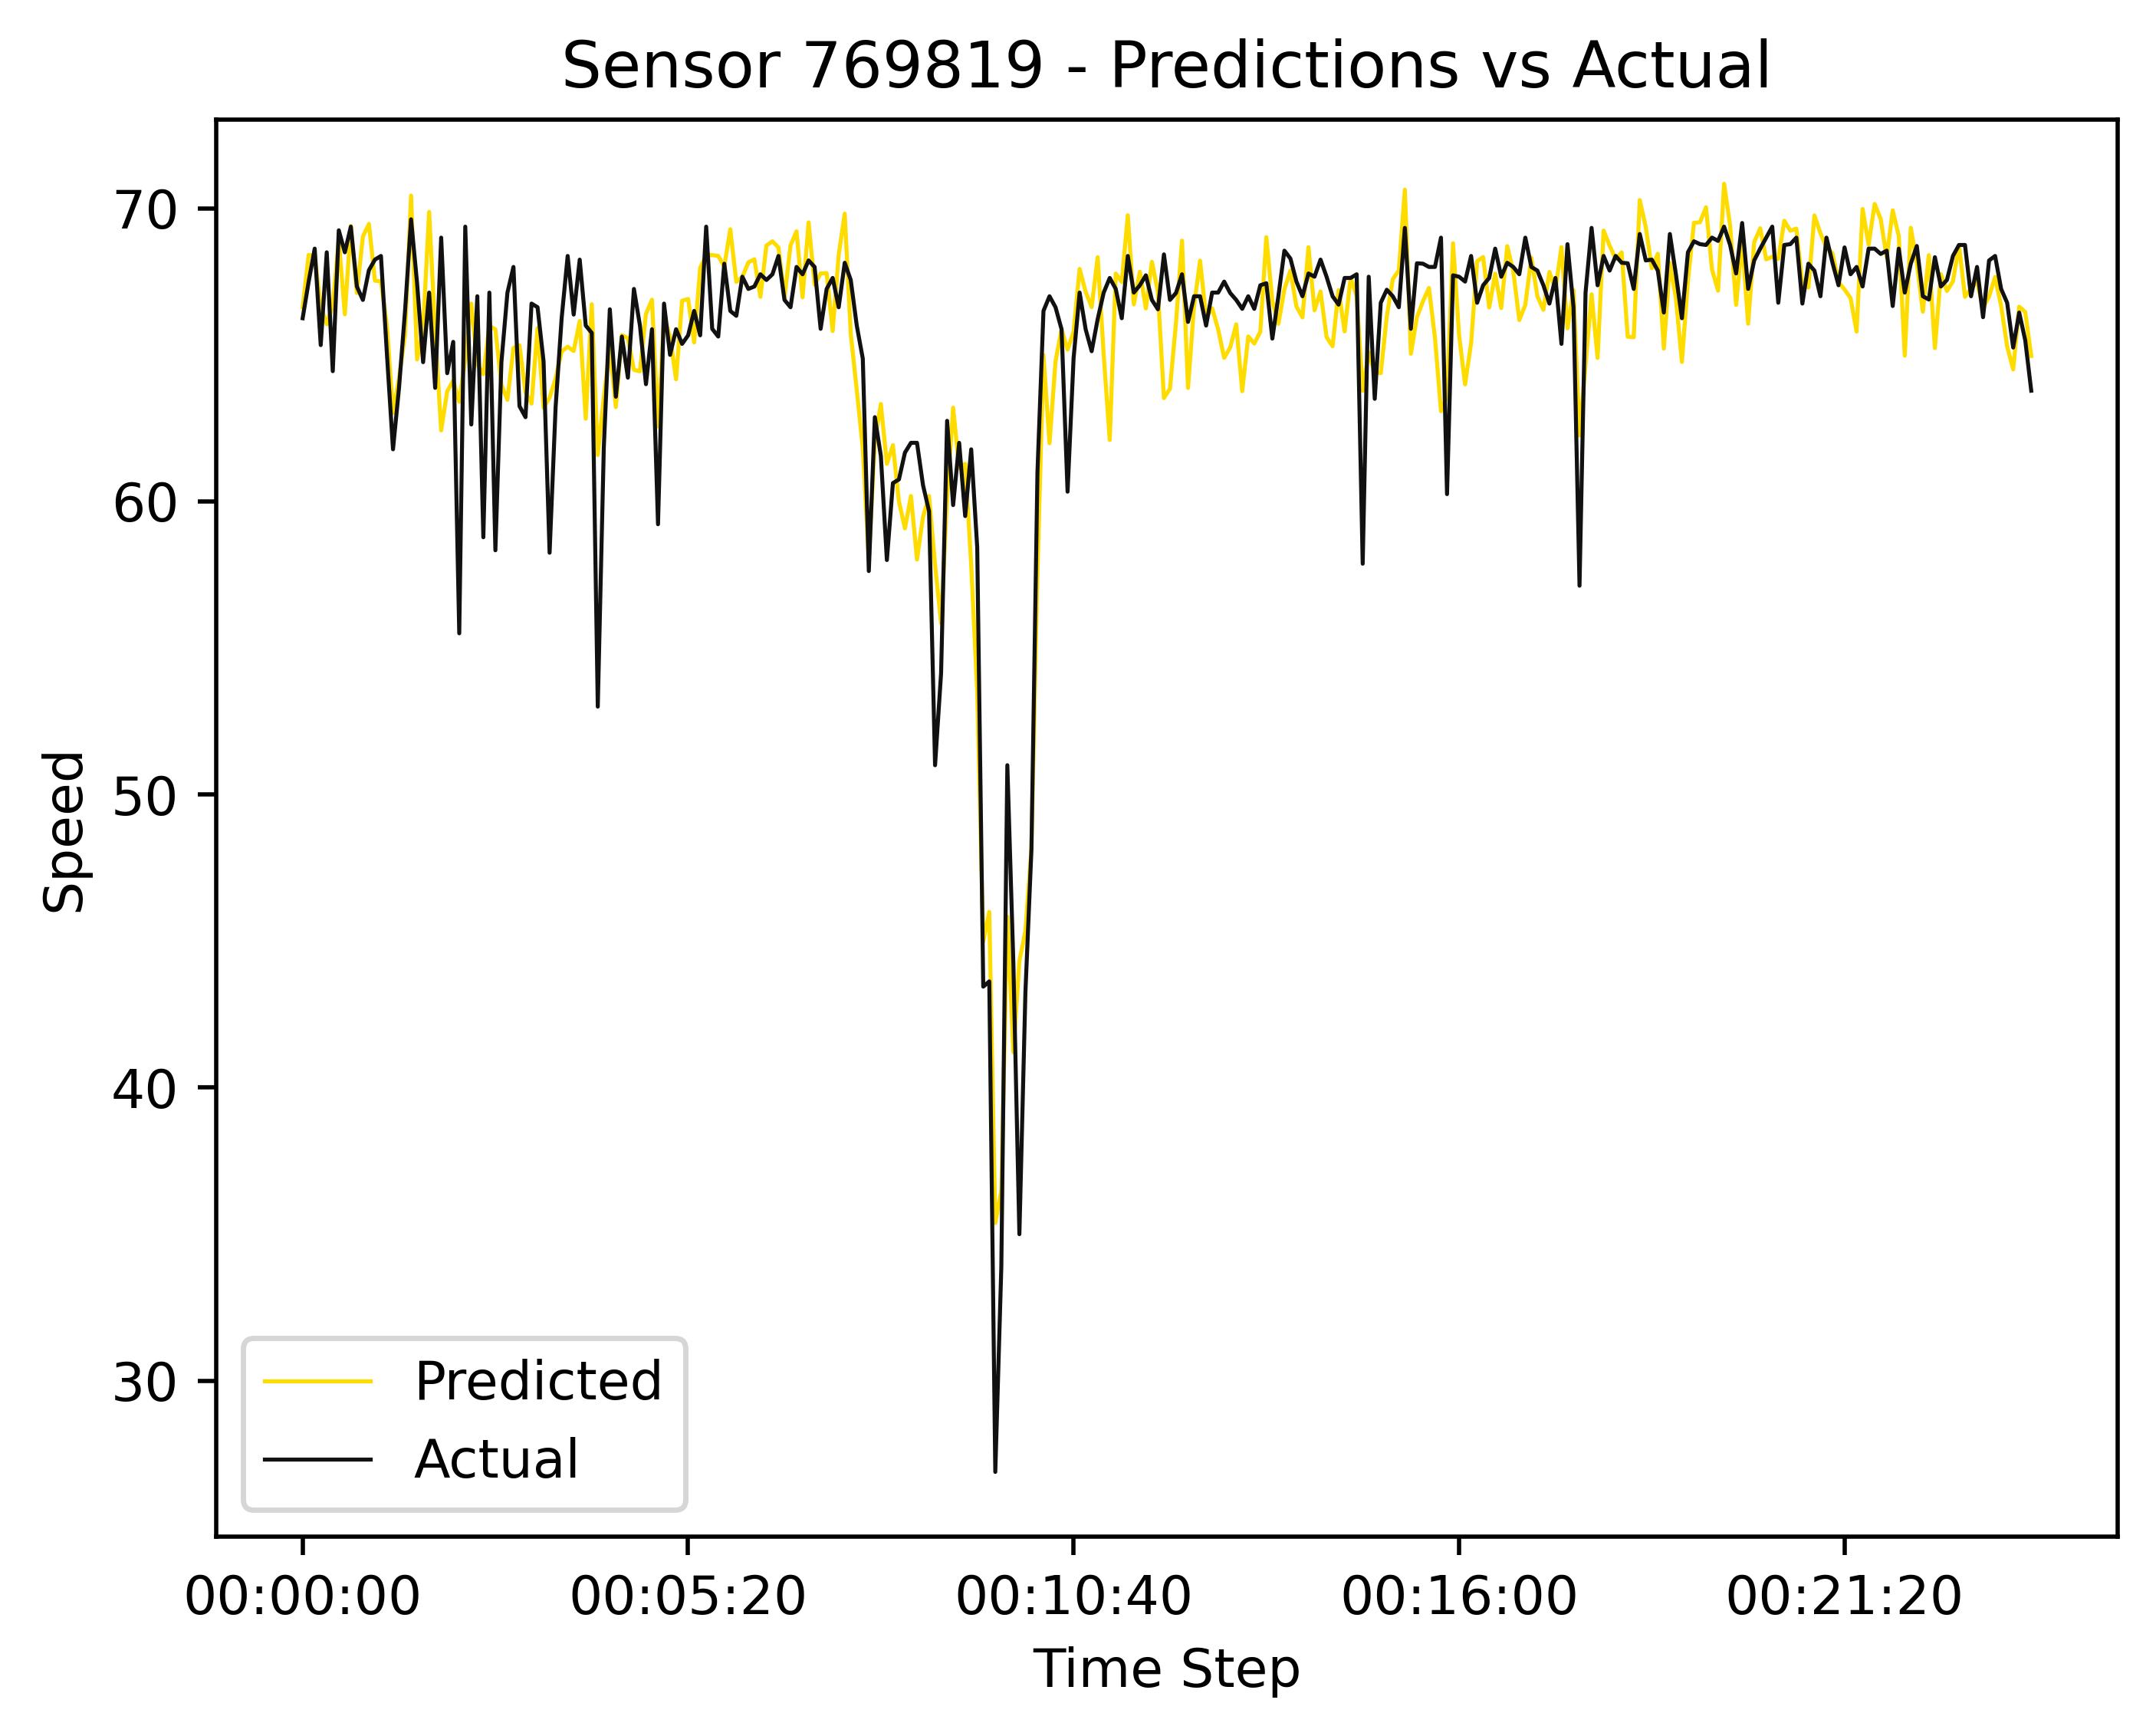 Sensor 769819 - Predictions vs Actual
70
60
50
40
30
Speed
Predicted
Actual
00:00:00 00:05:20 00:10:40 00:16:00 00:21:20
Time Step